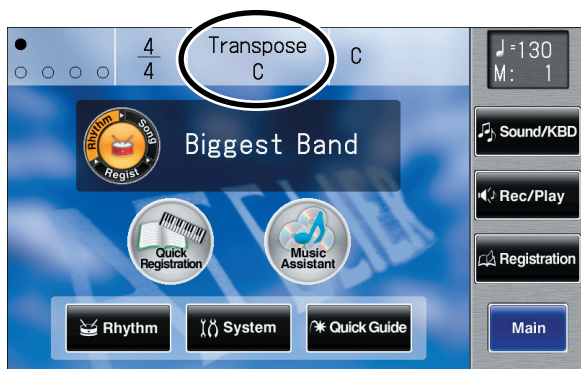 4
4
Transpose
C
C
♩=130
M: 1
Rhythm
Song
Regist
Biggest Band
Sound/KBD
Rec/Play
Quick
Registration
Music
Assistant
Registration
Rhythm
System
Quick Guide
Main
ATELIER